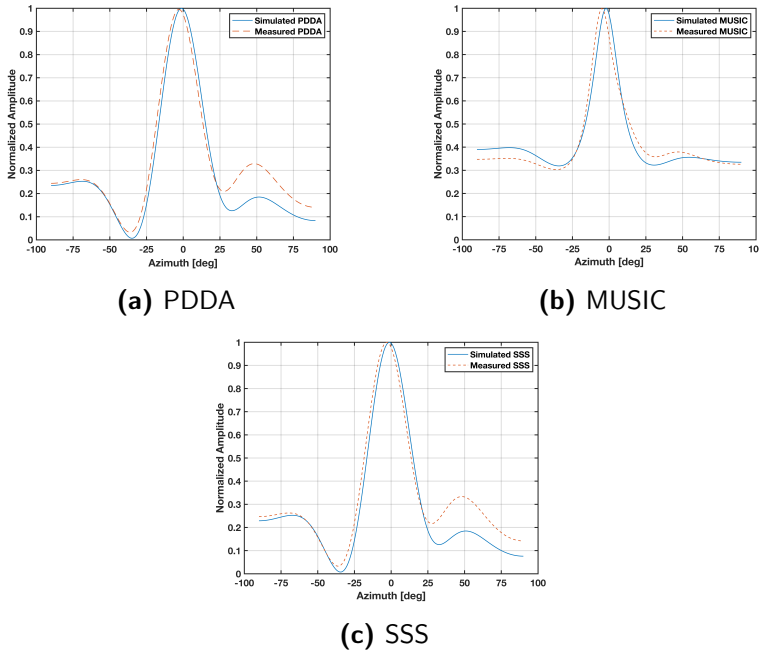 Simulated PDDA
Measured PDDA
Normalized Amplitude
1
0.9
0.8
0.7
0.6
0.5
0.4
0.3
0.2
0.1
0
-100 -75 -50 -25 0 25 50 75 100
Azimuth [deg]
(a) PDDA
Simulated MUSIC
Measured MUSIC
Normalized Amplitude
1
0.9
0.8
0.7
0.6
0.5
0.4
0.3
0.2
0.1
0
-100 -75 -50 -25 0 25 50 75
Azimuth [deg]
(b) MUSIC
Simulated SSS
Measured SSS
Normalized Amplitude
1
0.9
0.8
0.7
0.6
0.5
0.4
0.3
0.2
0.1
0
-100 -75 -50 -25 0 25 50 75 100
Azimuth [deg]
(c) SSS